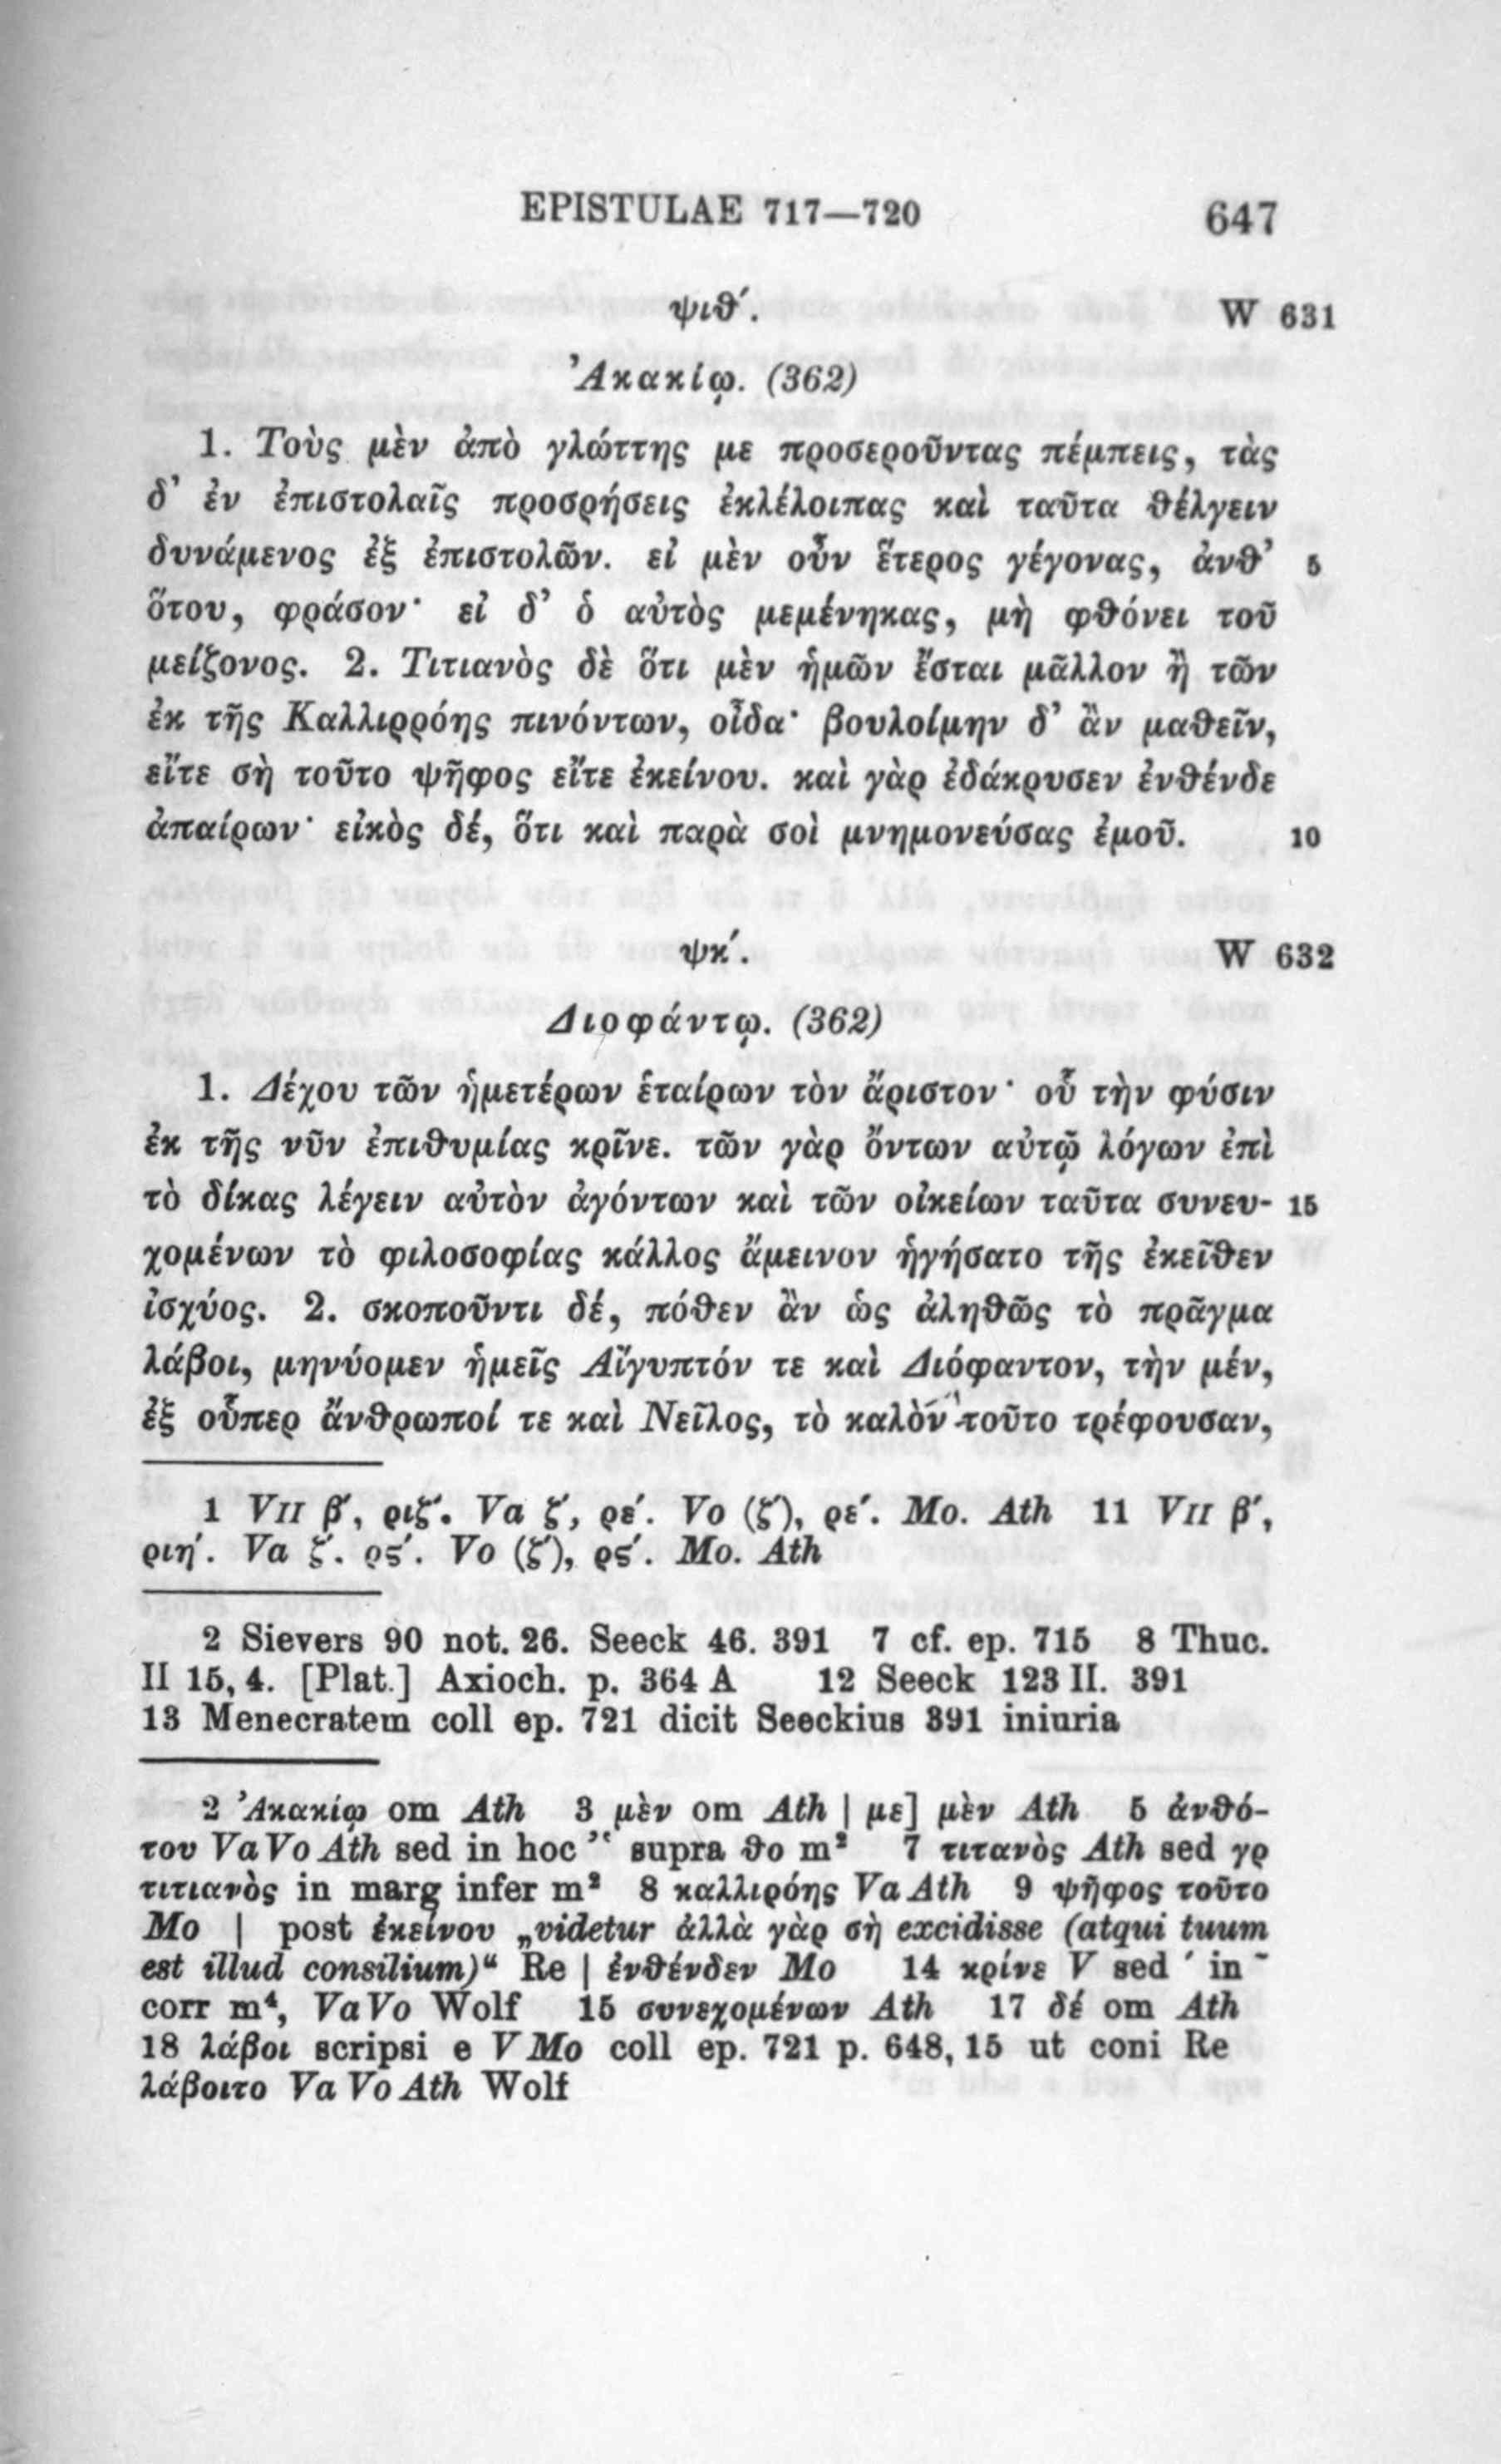 EPISTULAE 717—720 647
ψιθ΄. W 631
Ἀκακίῳ. (362)
1. Τοὺς μὲν ἀπὸ γλώττης με προσεροῦντας πέμπεις, τὰς
δ’ ἐν ἐπιστολαῖς προσρήσεις ἐκλέλοιπας καὶ ταῦτα θέλγειν
δυνάμενος ἐξ ἐπιστολῶν. εἰ μὲν οὖν ἕτερος γέγονας, ἀνθ’ 5
ὅτου, φράσον· εἰ δ’ ὁ αὐτὸς μεμένηκας, μὴ φθόνει τοῦ
μείζονος. 2. Τιτιανὸς δὲ ὅτι μὲν ἡμῶν ἔσται μᾶλλον ἢ τῶν
ἐκ τῆς Καλλιρρόης πινόντων, οἶδα· βουλοίμην δ’ ἂν μαθεῖν,
εἴτε σὴ τοῦτο ψῆφος εἴτε ἐκείνου. καὶ γὰρ ἐδάκρυσεν ἐνθένδε
ἀπαίρων· εἰκὸς δέ, ὅτι καὶ παρὰ σοὶ μνημονεύσας ἐμοῦ. 10
ψκ΄. W 632
Διοφάντῳ. (362)
1. Δέχου τῶν ἡμετέρων ἑταίρων τὸν ἄριστον· οὗ τὴν φύσιν
ἐκ τῆς νῦν ἐπιθυμίας κρῖνε. τῶν γὰρ ὄντων αὐτῷ λόγων ἐπὶ
τὸ δίκας λέγειν αὐτὸν ἀγόντων καὶ τῶν οἰκείων ταῦτα συνευ- 15
χομένων τὸ φιλοσοφίας κάλλος ἄμεινον ἡγήσατο τῆς ἐκεῖθεν
ἰσχύος. 2. σκοποῦντι δέ, πόθεν ἂν ὡς ἀληθῶς τὸ πρᾶγμα
λάβοι, μηνύομεν ἡμεῖς Αἴγυπτόν τε καὶ Διόφαντον, τὴν μέν,
ἐξ οὗπερ ἄνθρωποί τε καὶ Νεῖλος, τὸ καλὸν τοῦτο τρέφουσαν,
1 VII β΄, ριζ΄. Va ζ΄, ρε΄. Vo (ζ΄), ρε΄. Mo. Ath 11 VII β΄,
ριη΄. Va ζ΄. ρς΄. Vo (ζ΄), ρς΄. Mo. Ath
2 Sievers 90 not. 26. Seeck 46. 391 7 cf. ep. 715 8 Thuc.
II 15, 4. [Plat.] Axioch. p. 364 A 12 Seeck 123 II. 391
13 Menecratem coll ep. 721 dicit Seeckius 391 iniuria
2 Ἀκακίῳ om Ath 3 μὲν om Ath | με] μὲν Ath 5 ἀνθό-
του Va Vo Ath sed in hoc ’‘ supra θο m² 7 τιτανὸς Ath sed γρ
τιτιανὸς in marg infer m² 8 καλλιρόης Va Ath 9 ψῆφος τοῦτο
Mo | post ἐκείνου „videtur ἀλλὰ γὰρ σὴ excidisse (atqui tuum
est illud consilium)“ Re | ἐνθένδεν Mo 14 κρίνε V sed ΄ in ῀
corr m⁴, Va Vo Wolf 15 συνεχομένων Ath 17 δέ om Ath
18 λάβοι scripsi e V Mo coll ep. 721 p. 648, 15 ut coni Re
λάβοιτο Va Vo Ath Wolf